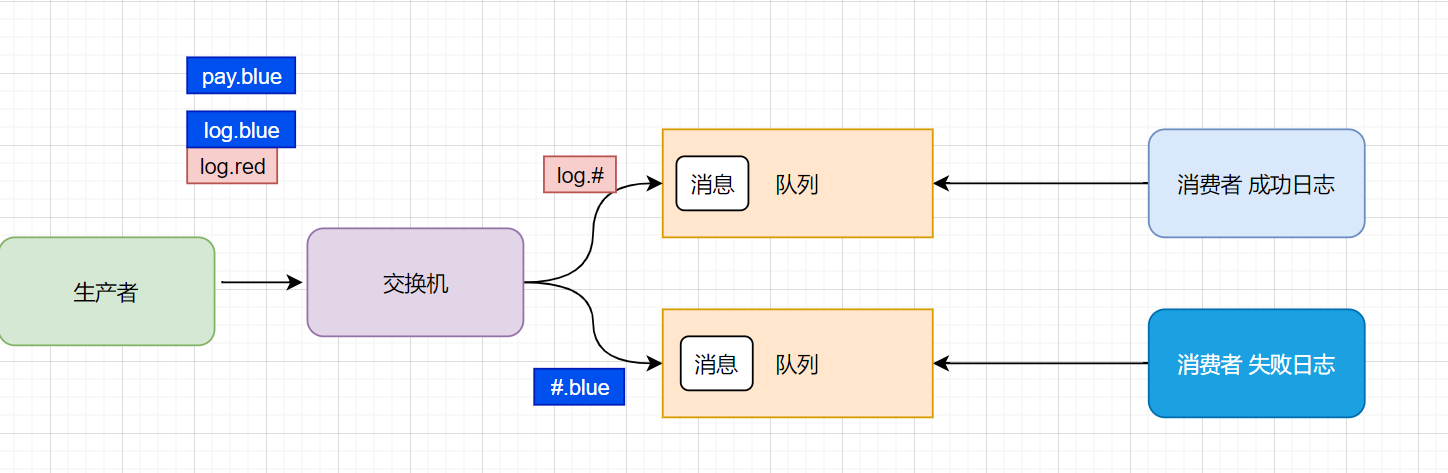 pay.blue
log.blue
log.red
生产者
交换机
log.#
#.blue
消息
队列
消费者 成功日志
消息
队列
消费者 失败日志